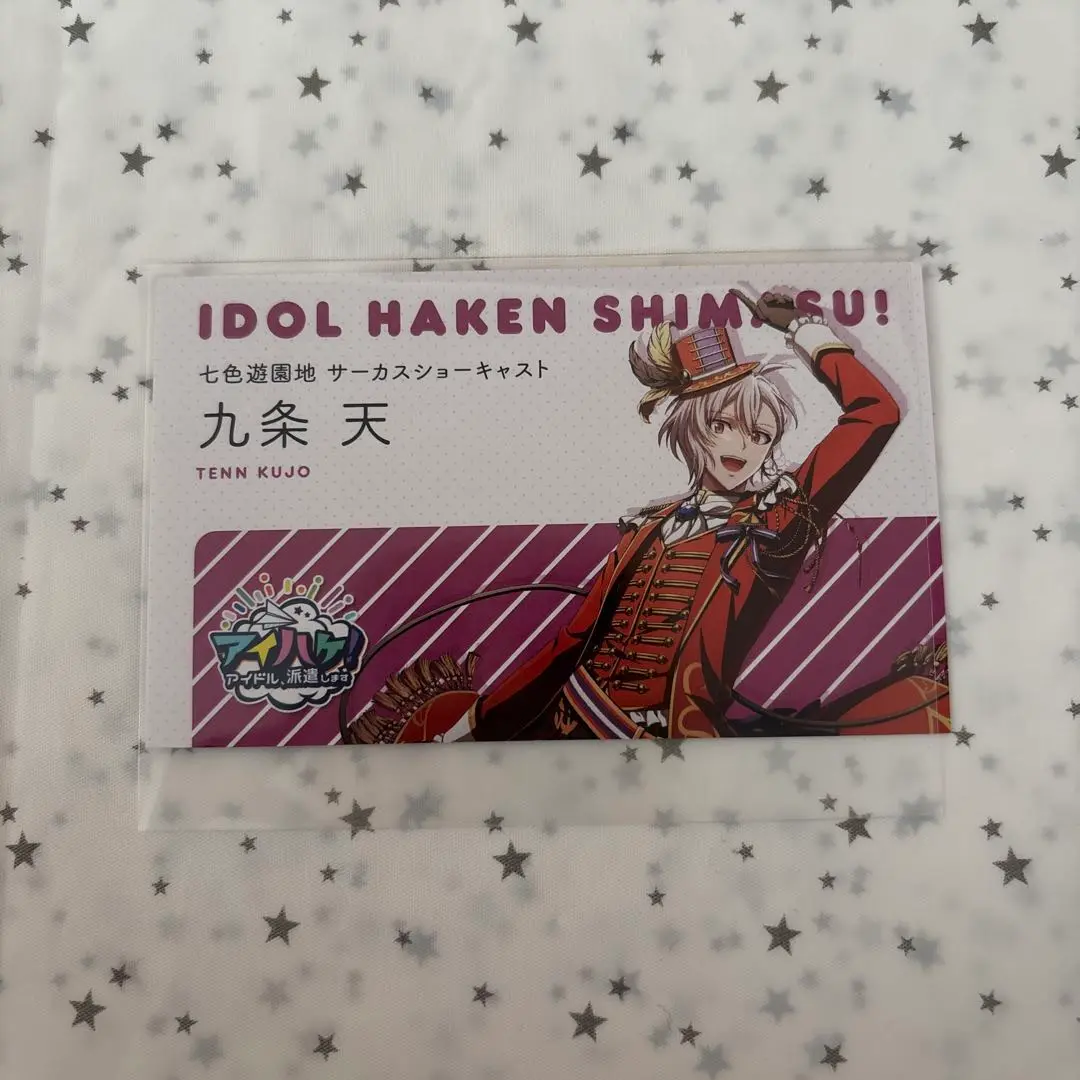 IDOL HAKEN SHIMASU!
七色遊園地 サーカスショーキャスト
九条 天
TENN KUJO
アイハケ!
アイドル、派遣します